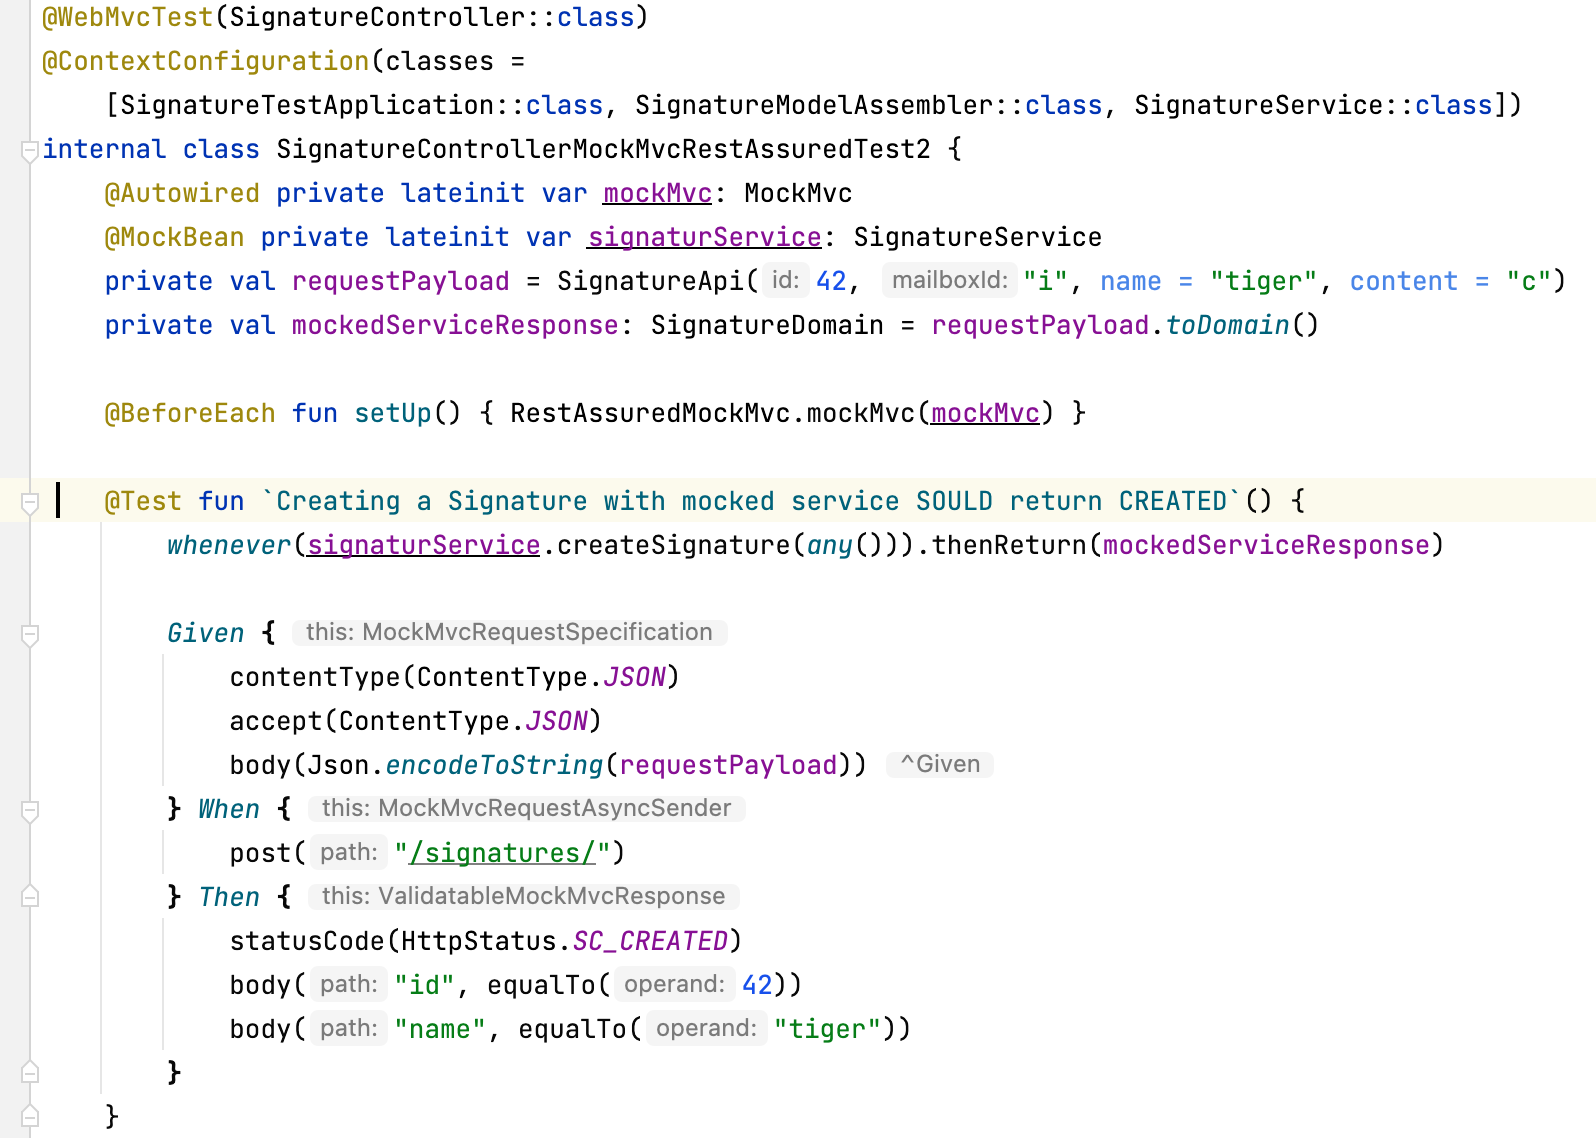 @WebMvcTest(SignatureController::class)
@ContextConfiguration(classes =
    [SignatureTestApplication::class, SignatureModelAssembler::class, SignatureService::class])
internal class SignatureControllerMockMvcRestAssuredTest2 {
    @Autowired private lateinit var mockMvc: MockMvc
    @MockBean private lateinit var signaturService: SignatureService
    private val requestPayload = SignatureApi( id: 42, mailboxId: "i", name = "tiger", content = "c")
    private val mockedServiceResponse: SignatureDomain = requestPayload.toDomain()

    @BeforeEach fun setUp() { RestAssuredMockMvc.mockMvc(mockMvc) }

    @Test fun `Creating a Signature with mocked service SOULD return CREATED`() {
        whenever(signaturService.createSignature(any())).thenReturn(mockedServiceResponse)

        Given { this: MockMvcRequestSpecification
            contentType(ContentType.JSON)
            accept(ContentType.JSON)
            body(Json.encodeToString(requestPayload)) ^Given
        } When { this: MockMvcRequestAsyncSender
            post( path: "/signatures/")
        } Then { this: ValidatableMockMvcResponse
            statusCode(HttpStatus.SC_CREATED)
            body( path: "id", equalTo( operand: 42))
            body( path: "name", equalTo( operand: "tiger"))
        }
    }